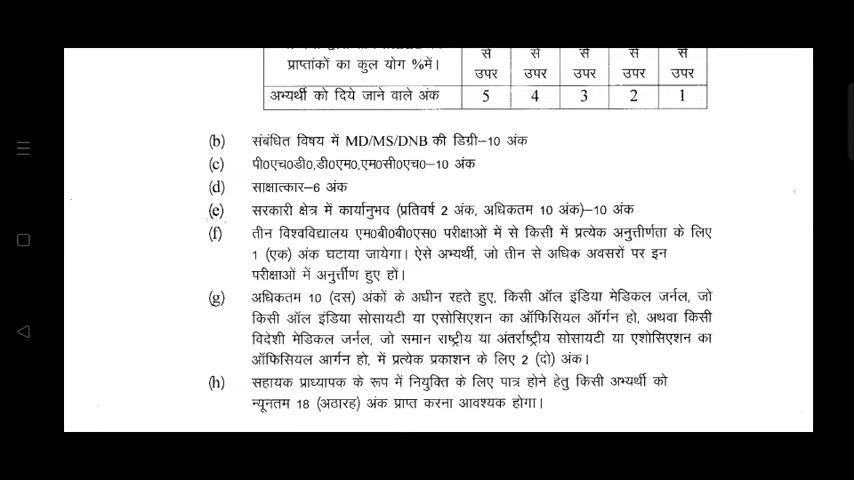 से से से से से
प्राप्तांकों का कुल योग %में।
उपर उपर उपर उपर उपर
अभ्यर्थी को दिये जाने वाले अंक 5 4 3 2 1
(b) संबंधित विषय में MD/MS/DNB की डिग्री–10 अंक
(c) पी0एच0डी0,डी0एम0,एम0सी0एच0–10 अंक
(d) साक्षात्कार–6 अंक
(e) सरकारी क्षेत्र में कार्यानुभव (प्रतिवर्ष 2 अंक, अधिकतम 10 अंक)–10 अंक
(f) तीन विश्वविद्यालय एम0बी0बी0एस0 परीक्षाओं में से किसी में प्रत्येक अनुत्तीर्णता के लिए
1 (एक) अंक घटाया जायेगा। ऐसे अभ्यर्थी, जो तीन से अधिक अवसरों पर इन
परीक्षाओं में अनुर्त्तीण हुए हों।
(g) अधिकतम 10 (दस) अंकों के अधीन रहते हुए, किसी ऑल इंडिया मेडिकल जर्नल, जो
किसी ऑल इंडिया सोसायटी या एसोसिएशन का ऑफिसियल ऑर्गन हो, अथवा किसी
विदेशी मेडिकल जर्नल, जो समान राष्ट्रीय या अंतर्राष्ट्रीय सोसायटी या एशोसिएशन का
ऑफिसियल आर्गन हो, में प्रत्येक प्रकाशन के लिए 2 (दो) अंक।
(h) सहायक प्राध्यापक के रूप में नियुक्ति के लिए पात्र होने हेतु किसी अभ्यर्थी को
न्यूनतम 18 (अठारह) अंक प्राप्त करना आवश्यक होगा।